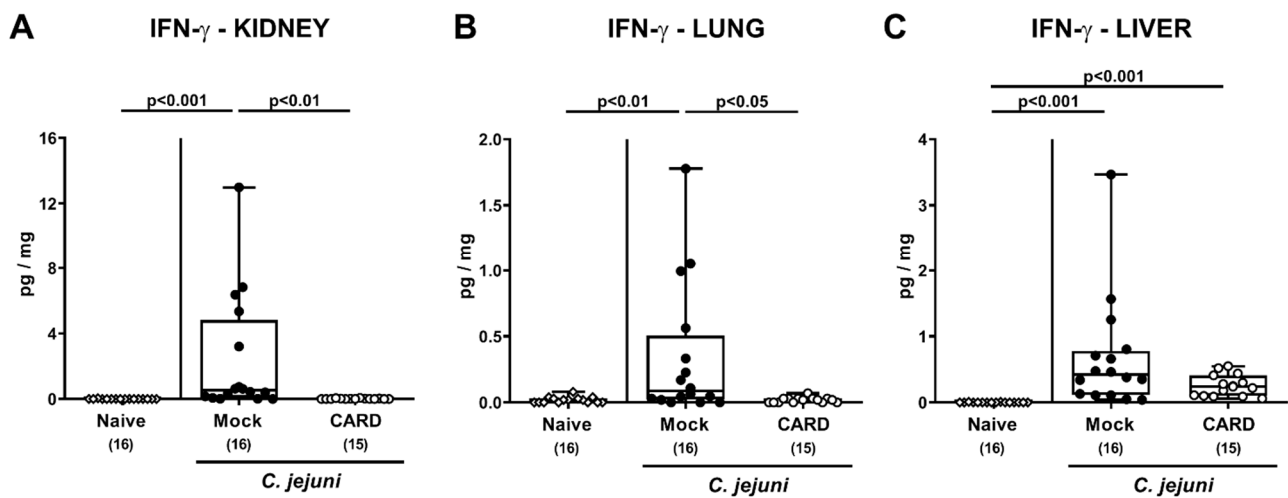 A IFN-γ - KIDNEY
p<0.001 p<0.01
16
12
8
4
0
pg / mg
Naive Mock CARD
(16) (16) (15)
C. jejuni
B IFN-γ - LUNG
p<0.01 p<0.05
2.0
1.5
1.0
0.5
0.0
pg / mg
Naive Mock CARD
(16) (16) (15)
C. jejuni
C IFN-γ - LIVER
p<0.001
p<0.001
4
3
2
1
0
pg / mg
Naive Mock CARD
(16) (16) (15)
C. jejuni